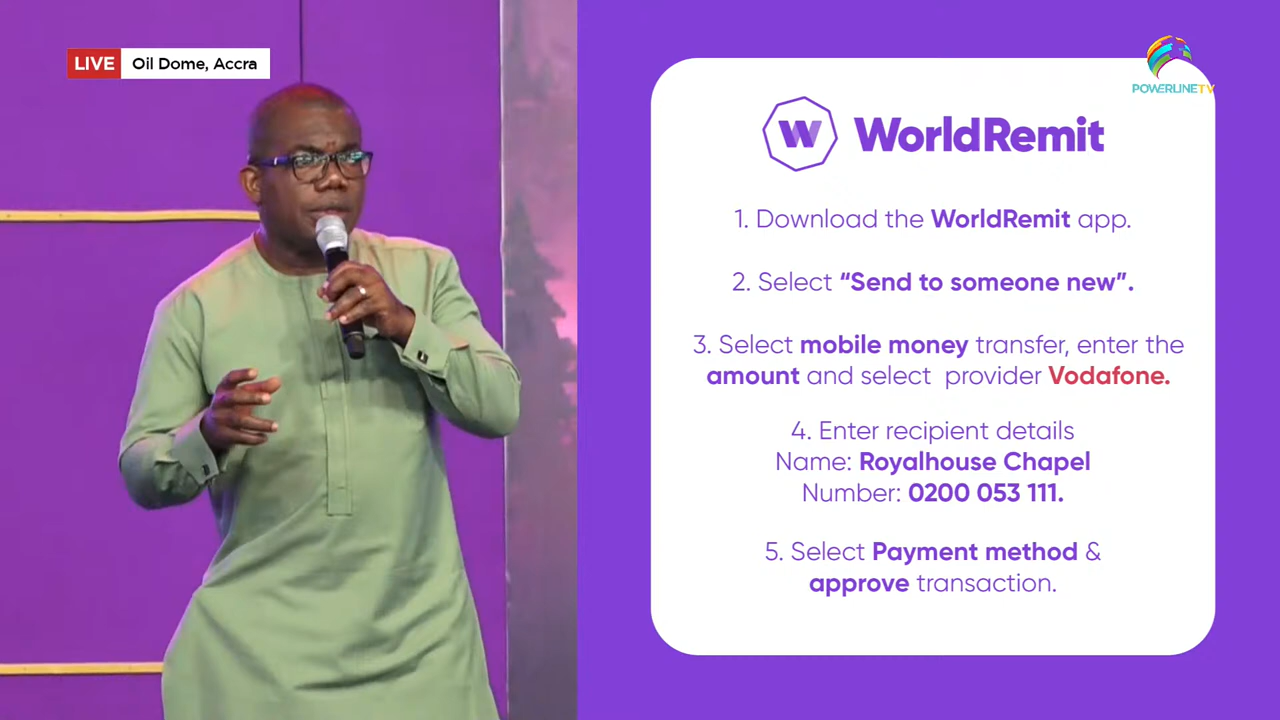 LIVE Oil Dome, Accra
POWERLINETV
W WorldRemit
1. Download the WorldRemit app.
2. Select “Send to someone new”.
3. Select mobile money transfer, enter the
amount and select provider Vodafone.
4. Enter recipient details
Name: Royalhouse Chapel
Number: 0200 053 111.
5. Select Payment method &
approve transaction.